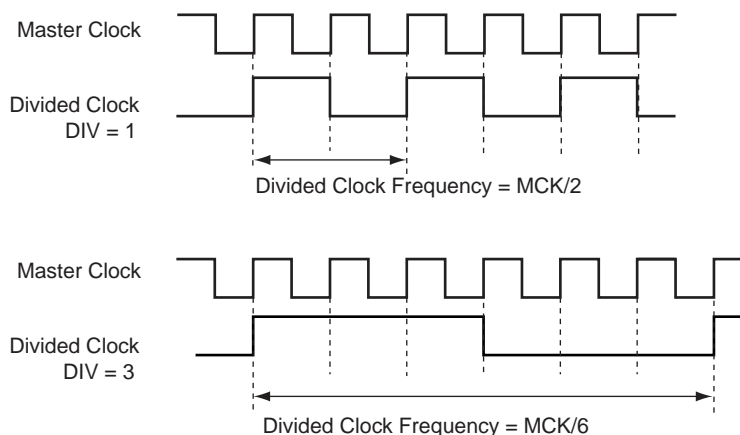 Master Clock
Divided Clock
DIV = 1
Divided Clock Frequency = MCK/2
Master Clock
Divided Clock
DIV = 3
Divided Clock Frequency = MCK/6